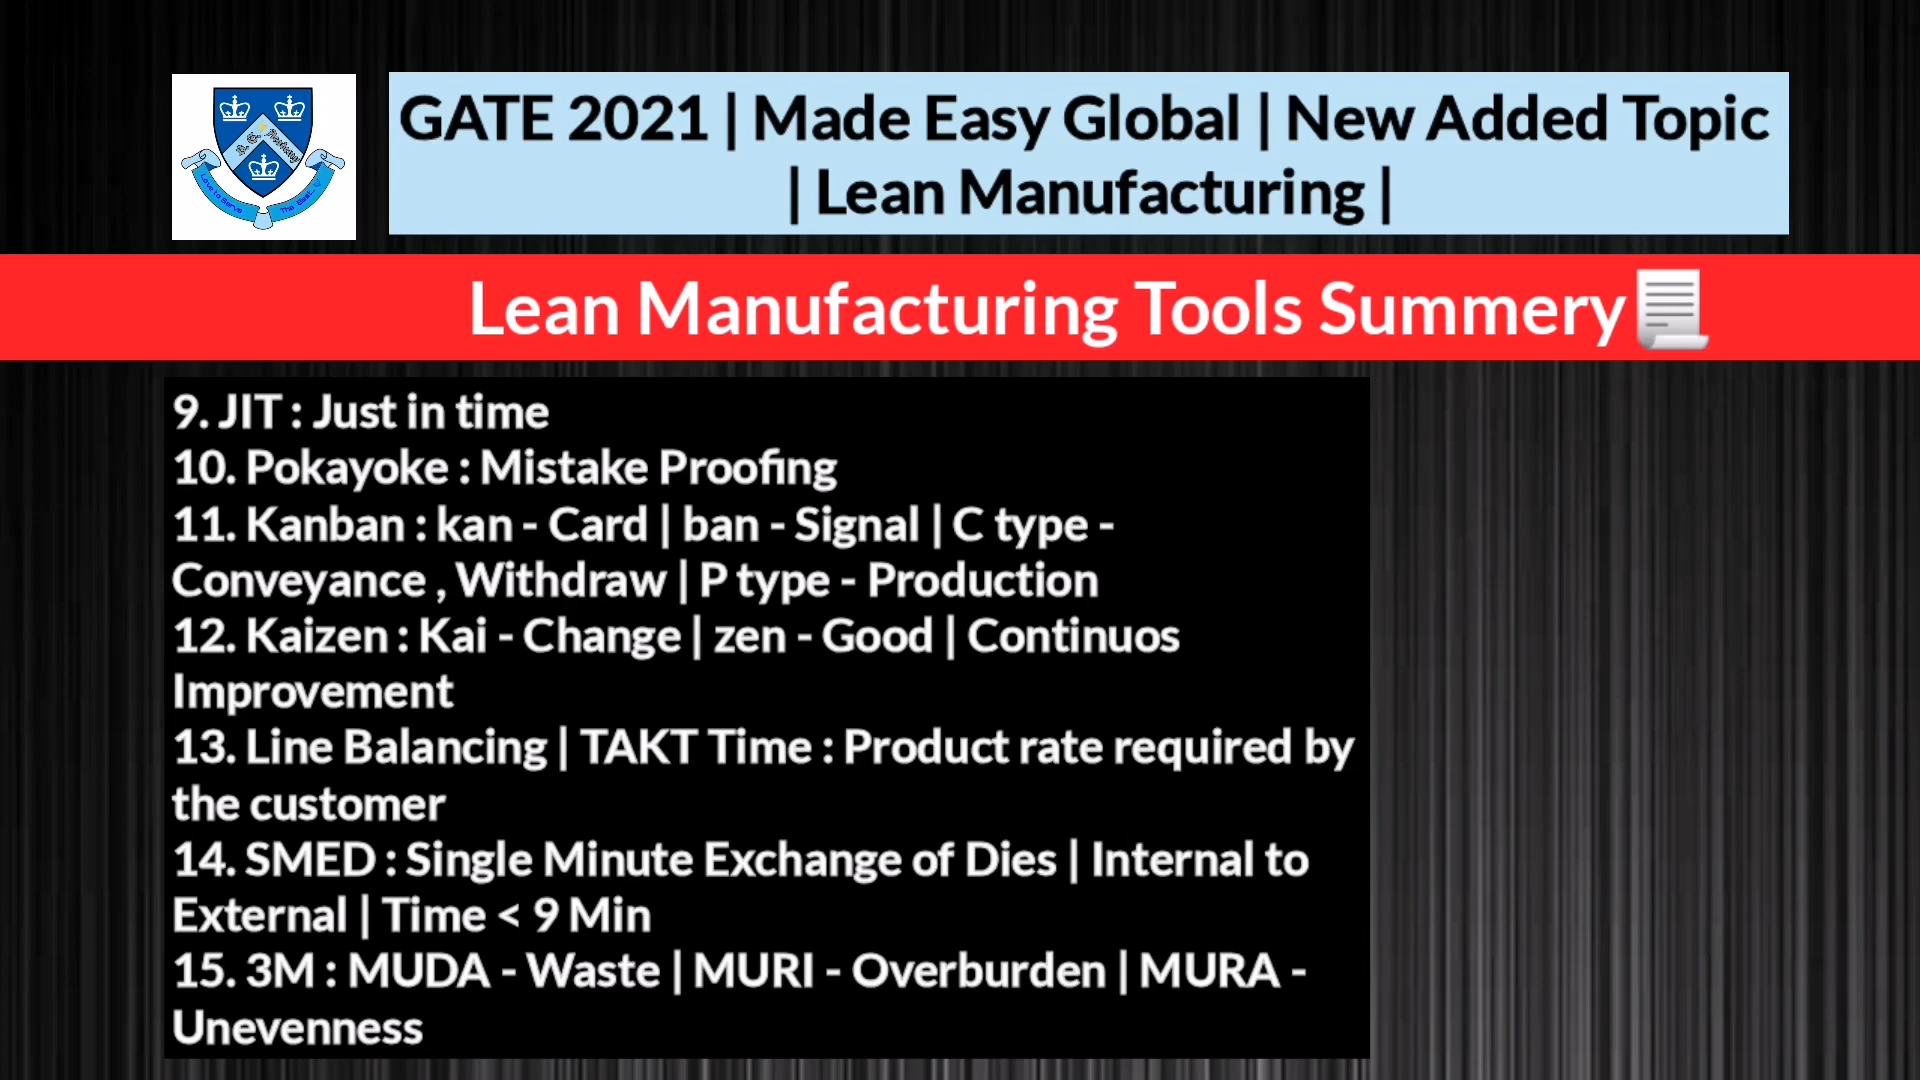 GATE 2021 | Made Easy Global | New Added Topic
| Lean Manufacturing |
Lean Manufacturing Tools Summery
9. JIT : Just in time
10. Pokayoke : Mistake Proofing
11. Kanban : kan - Card | ban - Signal | C type -
Conveyance , Withdraw | P type - Production
12. Kaizen : Kai - Change | zen - Good | Continuos
Improvement
13. Line Balancing | TAKT Time : Product rate required by
the customer
14. SMED : Single Minute Exchange of Dies | Internal to
External | Time < 9 Min
15. 3M : MUDA - Waste | MURI - Overburden | MURA -
Unevenness